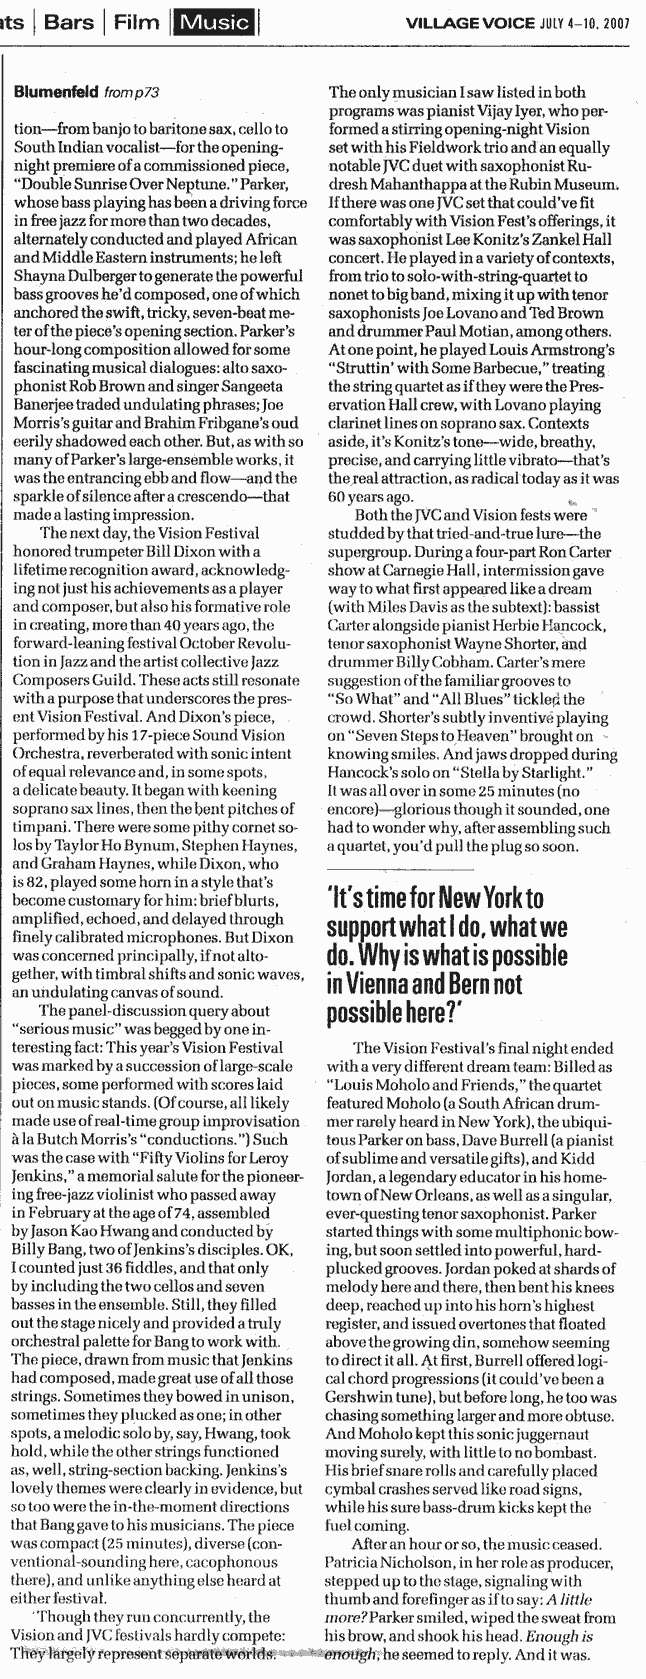 ats | Bars | Film | Music |
VILLAGE VOICE JULY 4–10, 2007
Blumenfeld from p73
tion—from banjo to baritone sax, cello to
South Indian vocalist—for the opening-
night premiere of a commissioned piece,
“Double Sunrise Over Neptune.” Parker,
whose bass playing has been a driving force
in free jazz for more than two decades,
alternately conducted and played African
and Middle Eastern instruments; he left
Shayna Dulberger to generate the powerful
bass grooves he’d composed, one of which
anchored the swift, tricky, seven-beat me-
ter of the piece’s opening section. Parker’s
hour-long composition allowed for some
fascinating musical dialogues: alto saxo-
phonist Rob Brown and singer Sangeeta
Banerjee traded undulating phrases; Joe
Morris’s guitar and Brahim Fribgane’s oud
eerily shadowed each other. But, as with so
many of Parker’s large-ensemble works, it
was the entrancing ebb and flow—and the
sparkle of silence after a crescendo—that
made a lasting impression.
The next day, the Vision Festival
honored trumpeter Bill Dixon with a
lifetime recognition award, acknowledg-
ing not just his achievements as a player
and composer, but also his formative role
in creating, more than 40 years ago, the
forward-leaning festival October Revolu-
tion in Jazz and the artist collective Jazz
Composers Guild. These acts still resonate
with a purpose that underscores the pres-
ent Vision Festival. And Dixon’s piece,
performed by his 17-piece Sound Vision
Orchestra, reverberated with sonic intent
of equal relevance and, in some spots,
a delicate beauty. It began with keening
soprano sax lines, then the bent pitches of
timpani. There were some pithy cornet so-
los by Taylor Ho Bynum, Stephen Haynes,
and Graham Haynes, while Dixon, who
is 82, played some horn in a style that’s
become customary for him: brief blurts,
amplified, echoed, and delayed through
finely calibrated microphones. But Dixon
was concerned principally, if not alto-
gether, with timbral shifts and sonic waves,
an undulating canvas of sound.
The panel-discussion query about
“serious music” was begged by one in-
teresting fact: This year’s Vision Festival
was marked by a succession of large-scale
pieces, some performed with scores laid
out on music stands. (Of course, all likely
made use of real-time group improvisation
à la Butch Morris’s “conductions.”) Such
was the case with “Fifty Violins for Leroy
Jenkins,” a memorial salute for the pioneer-
ing free-jazz violinist who passed away
in February at the age of 74, assembled
by Jason Kao Hwang and conducted by
Billy Bang, two of Jenkin’s disciples. OK,
I counted just 36 fiddles, and that only
by including the two cellos and seven
basses in the ensemble. Still, they filled
out the stage nicely and provided a truly
orchestral palette for Bang to work with.
The piece, drawn from music that Jenkins
had composed, made great use of all those
strings. Sometimes they bowed in unison,
sometimes they plucked as one; in other
spots, a melodic solo by, say, Hwang, took
hold, while the other strings functioned
as, well, string-section backing. Jenkins’s
lovely themes were clearly in evidence, but
so too were the in-the-moment directions
that Bang gave to his musicians. The piece
was compact (25 minutes), diverse (con-
ventional-sounding here, cacophonous
there), and unlike anything else heard at
either festival.
Though they run concurrently, the
Vision and JVC festivals hardly compete:
They largely represent separate worlds.
The only musician I saw listed in both
programs was pianist Vijay Iyer, who per-
formed a stirring opening-night Vision
set with his Fieldwork trio and an equally
notable JVC duet with saxophonist Ru-
dresh Mahanthappa at the Rubin Museum.
If there was one JVC set that could’ve fit
comfortably with Vision Fest’s offerings, it
was saxophonist Lee Konitz’s Zankel Hall
concert. He played in a variety of contexts,
from trio to solo-with-string-quartet to
nonet to big band, mixing it up with tenor
saxophonists Joe Lovano and Ted Brown
and drummer Paul Motian, among others.
At one point, he played Louis Armstrong’s
“Struttin’ with Some Barbecue,” treating
the string quartet as if they were the Pres-
ervation Hall crew, with Lovano playing
clarinet lines on soprano sax. Contexts
aside, it’s Konitz’s tone—wide, breathy,
precise, and carrying little vibrato—that’s
the real attraction, as radical today as it was
60 years ago.
Both the JVC and Vision fests were
studded by that tried-and-true lure—the
supergroup. During a four-part Ron Carter
show at Carnegie Hall, intermission gave
way to what first appeared like a dream
(with Miles Davis as the subtext): bassist
Carter alongside pianist Herbie Hancock,
tenor saxophonist Wayne Shorter, and
drummer Billy Cobham. Carter’s mere
suggestion of the familiar grooves to
“So What” and “All Blues” tickled the
crowd. Shorter’s subtly inventive playing
on “Seven Steps to Heaven” brought on
knowing smiles. And jaws dropped during
Hancock’s solo on “Stella by Starlight.”
It was all over in some 25 minutes (no
encore)—glorious though it sounded, one
had to wonder why, after assembling such
a quartet, you’d pull the plug so soon.
‘It’s time for New York to
support what I do, what we
do. Why is what is possible
in Vienna and Bern not
possible here?’
The Vision Festival’s final night ended
with a very different dream team: Billed as
“Louis Moholo and Friends,” the quartet
featured Moholo (a South African drum-
mer rarely heard in New York), the ubiqui-
tous Parker on bass, Dave Burrell (a pianist
of sublime and versatile gifts), and Kidd
Jordan, a legendary educator in his home-
town of New Orleans, as well as a singular,
ever-questing tenor saxophonist. Parker
started things with some multiphonic bow-
ing, but soon settled into powerful, hard-
plucked grooves. Jordan poked at shards of
melody here and there, then bent his knees
deep, reached up into his horn’s highest
register, and issued overtones that floated
above the growing din, somehow seeming
to direct it all. At first, Burrell offered logi-
cal chord progressions (it could’ve been a
Gershwin tune), but before long, he too was
chasing something larger and more obtuse.
And Moholo kept this sonic juggernaut
moving surely, with little to no bombast.
His brief snare rolls and carefully placed
cymbal crashes served like road signs,
while his sure bass-drum kicks kept the
fuel coming.
After an hour or so, the music ceased.
Patricia Nicholson, in her role as producer,
stepped up to the stage, signaling with
thumb and forefinger as if to say: A little
more? Parker smiled, wiped the sweat from
his brow, and shook his head. Enough is
enough, he seemed to reply. And it was.